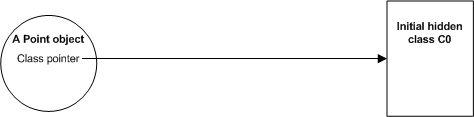 A Point object
Class pointer
Initial hidden
class C0